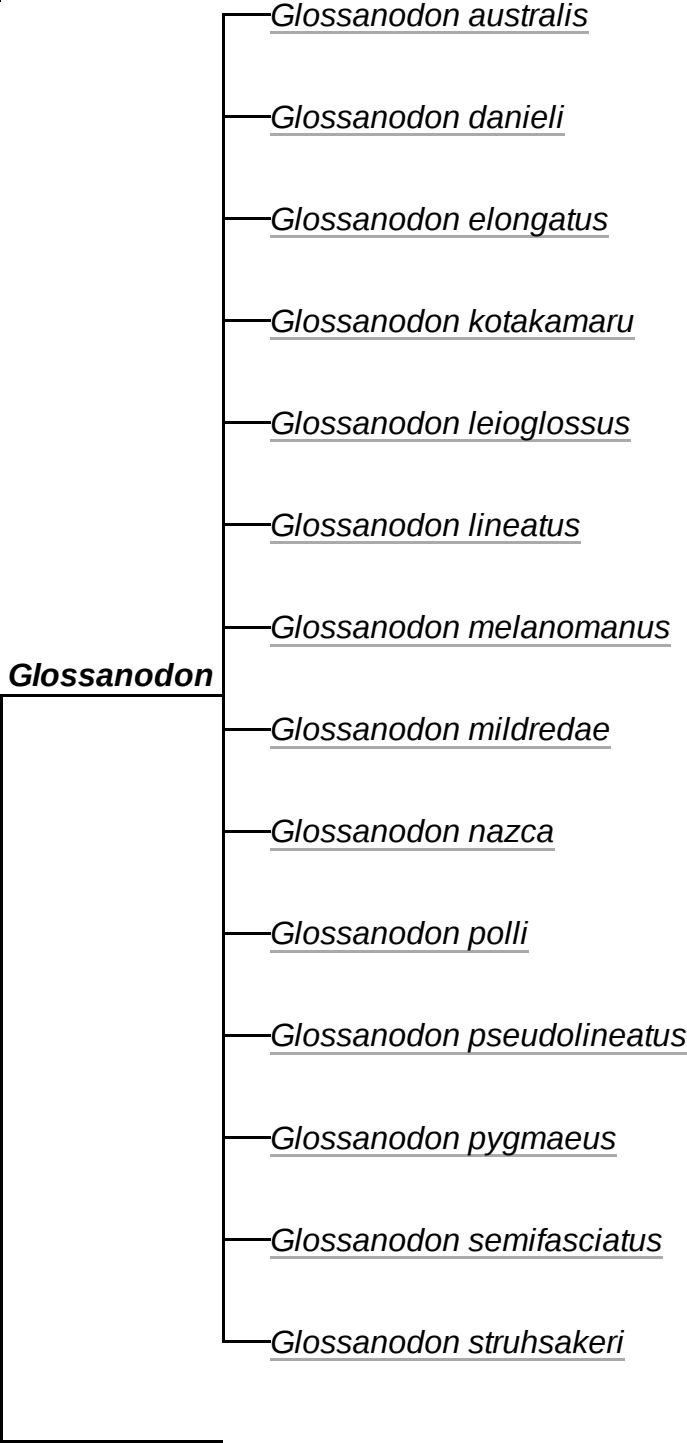 Glossanodon australis
Glossanodon danieli
Glossanodon elongatus
Glossanodon kotakamaru
Glossanodon leioglossus
Glossanodon lineatus
Glossanodon melanomanus
Glossanodon
Glossanodon mildredae
Glossanodon nazca
Glossanodon polli
Glossanodon pseudolineatus
Glossanodon pygmaeus
Glossanodon semifasciatus
Glossanodon struhsakeri